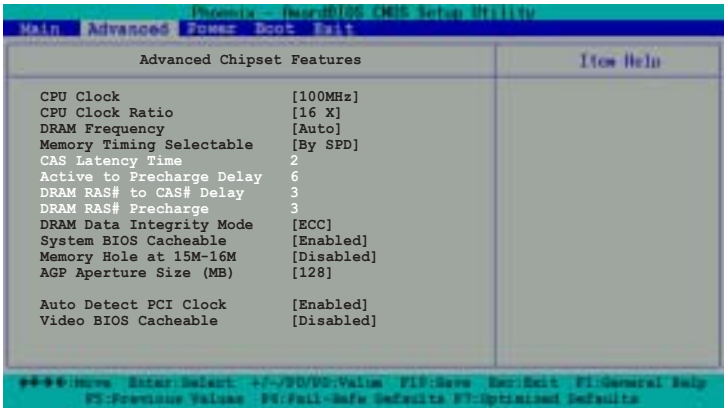 Phoenix - AwardBIOS CMOS Setup Utility
Main Advanced Power Boot Exit
Advanced Chipset Features
Item Help
CPU Clock [100MHz]
CPU Clock Ratio [16 X]
DRAM Frequency [Auto]
Memory Timing Selectable [By SPD]
CAS Latency Time 2
Active to Precharge Delay 6
DRAM RAS# to CAS# Delay 3
DRAM RAS# Precharge 3
DRAM Data Integrity Mode [ECC]
System BIOS Cacheable [Enabled]
Memory Hole at 15M-16M [Disabled]
AGP Aperture Size (MB) [128]
Auto Detect PCI Clock [Enabled]
Video BIOS Cacheable [Disabled]
:Move Enter:Select +/-/PU/PD:Value F10:Save Esc:Exit F1:General Help
F5:Previous Values F6:Fail-Safe Defaults F7:Optimized Defaults